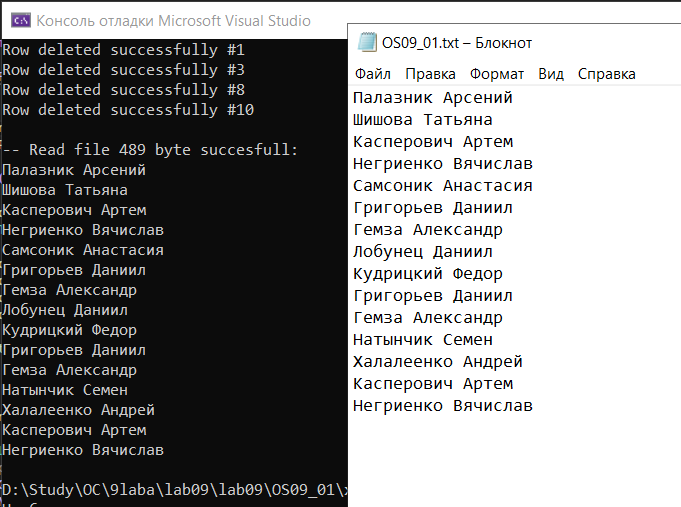 Консоль отладки Microsoft Visual Studio
Row deleted successfully #1
Row deleted successfully #3
Row deleted successfully #8
Row deleted successfully #10
-- Read file 489 byte succesfull:
Палазник Арсений
Шишова Татьяна
Касперович Артем
Негриенко Вячислав
Самсоник Анастасия
Григорьев Даниил
Гемза Александр
Лобунец Даниил
Кудрицкий Федор
Григорьев Даниил
Гемза Александр
Натынчик Семен
Халалеенко Андрей
Касперович Артем
Негриенко Вячислав
D:\Study\ОС\9laba\lab09\lab09\OS09_01\
OS09_01.txt – Блокнот
Файл Правка Формат Вид Справка
Палазник Арсений
Шишова Татьяна
Касперович Артем
Негриенко Вячислав
Самсоник Анастасия
Григорьев Даниил
Гемза Александр
Лобунец Даниил
Кудрицкий Федор
Григорьев Даниил
Гемза Александр
Натынчик Семен
Халалеенко Андрей
Касперович Артем
Негриенко Вячислав